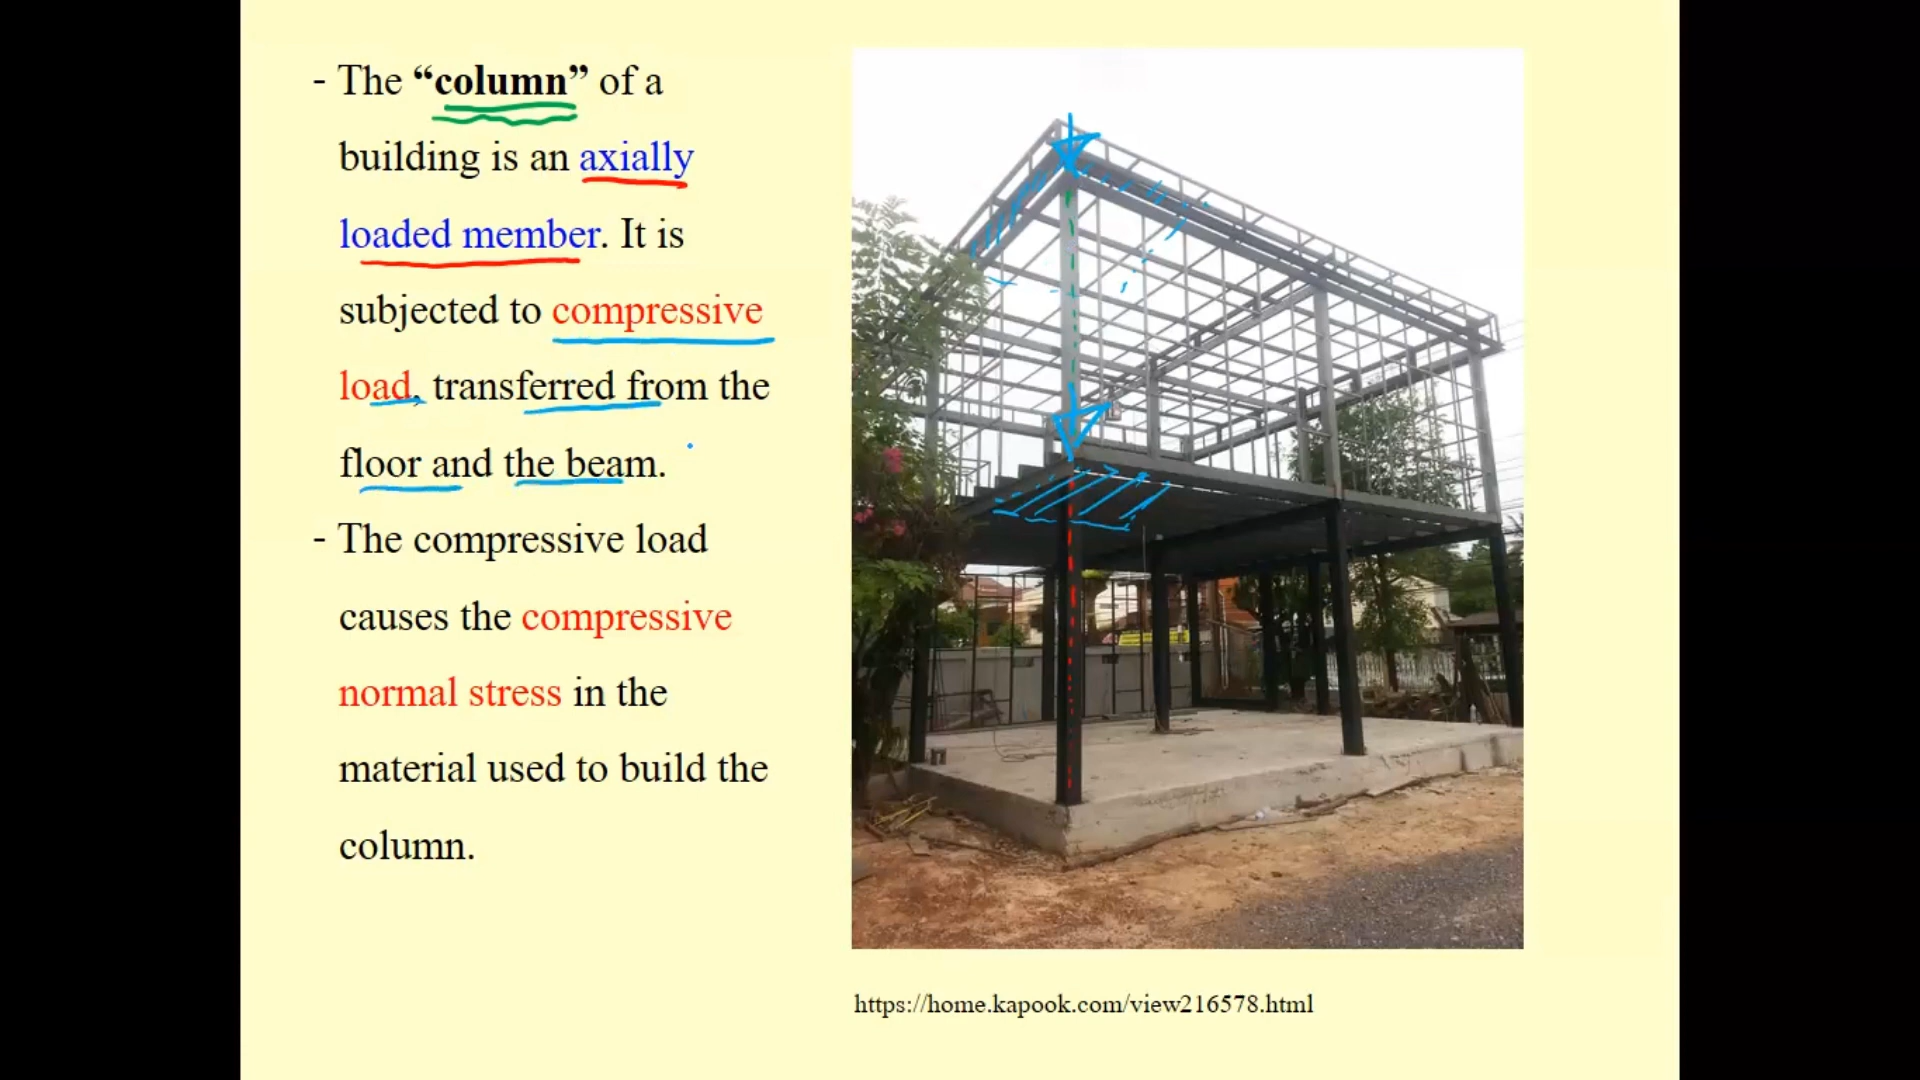 - The “column” of a
building is an axially
loaded member. It is
subjected to compressive
load, transferred from the
floor and the beam.
- The compressive load
causes the compressive
normal stress in the
material used to build the
column.
https://home.kapook.com/view216578.html